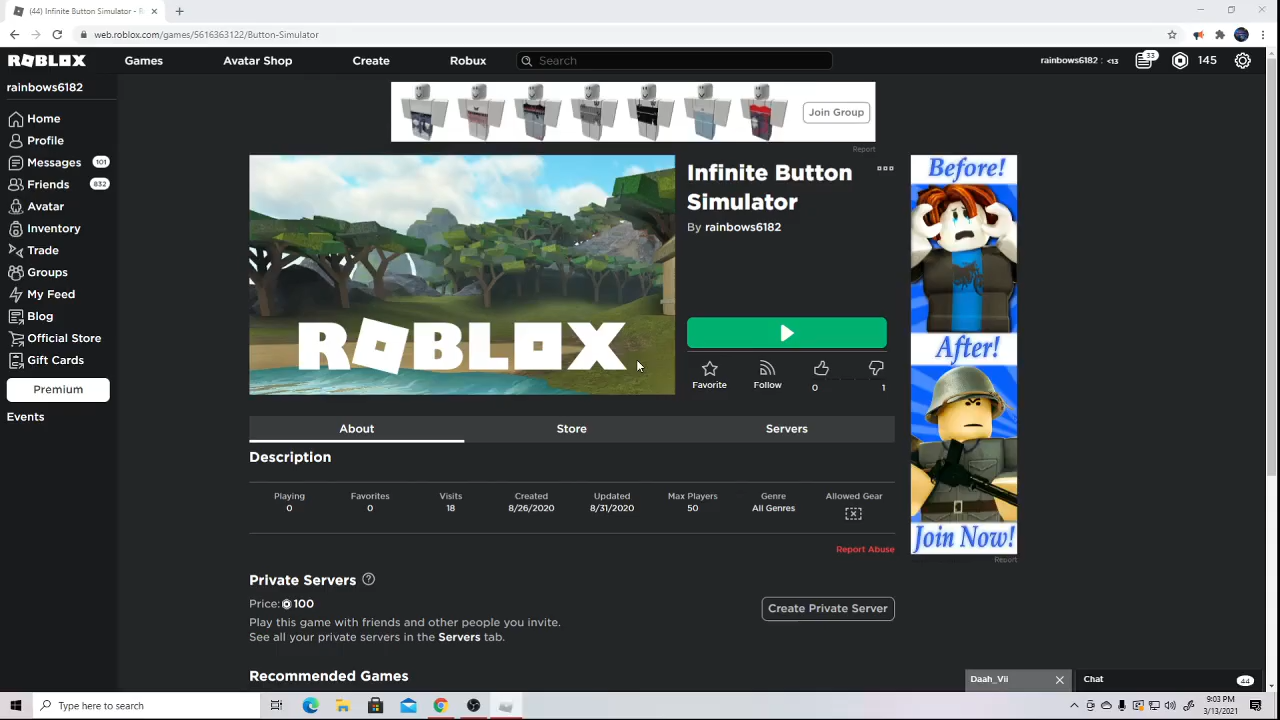 (44) Infinite Button Simulator - R
web.roblox.com/games/5616363122/Button-Simulator
ROBLOX
Games
Avatar Shop
Create
Robux
Search
rainbows6182 : <13
33
145
rainbows6182
Home
Profile
Messages
101
Friends
832
Avatar
Inventory
Trade
Groups
My Feed
Blog
Official Store
Gift Cards
Premium
Events
Join Group
Report
ROBLOX
Infinite Button
Simulator
By rainbows6182
Favorite
Follow
0
1
Before!
After!
Join Now!
Report
About
Store
Servers
Description
Playing
Favorites
Visits
Created
Updated
Max Players
Genre
Allowed Gear
0
0
18
8/26/2020
8/31/2020
50
All Genres
Report Abuse
Private Servers
Price: 100
Play this game with friends and other people you invite.
See all your private servers in the Servers tab.
Create Private Server
Recommended Games
Daah_Vii
Chat
44
Type here to search
9:03 PM
3/13/2021